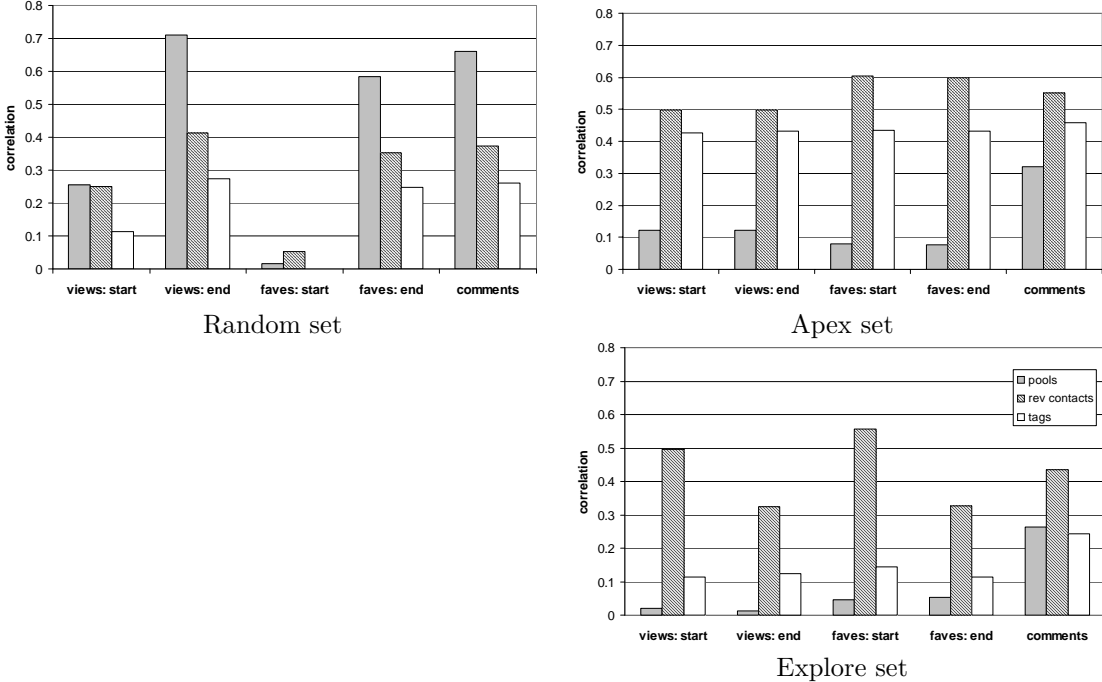 0.8
0.7
0.6
0.5
0.4
0.3
0.2
0.1
0
correlation
views: start views: end faves: start faves: end comments
Random set
0.8
0.7
0.6
0.5
0.4
0.3
0.2
0.1
0
correlation
views: start views: end faves: start faves: end comments
Apex set
0.8
0.7
0.6
0.5
0.4
0.3
0.2
0.1
0
correlation
pools
rev contacts
tags
views: start views: end faves: start faves: end comments
Explore set